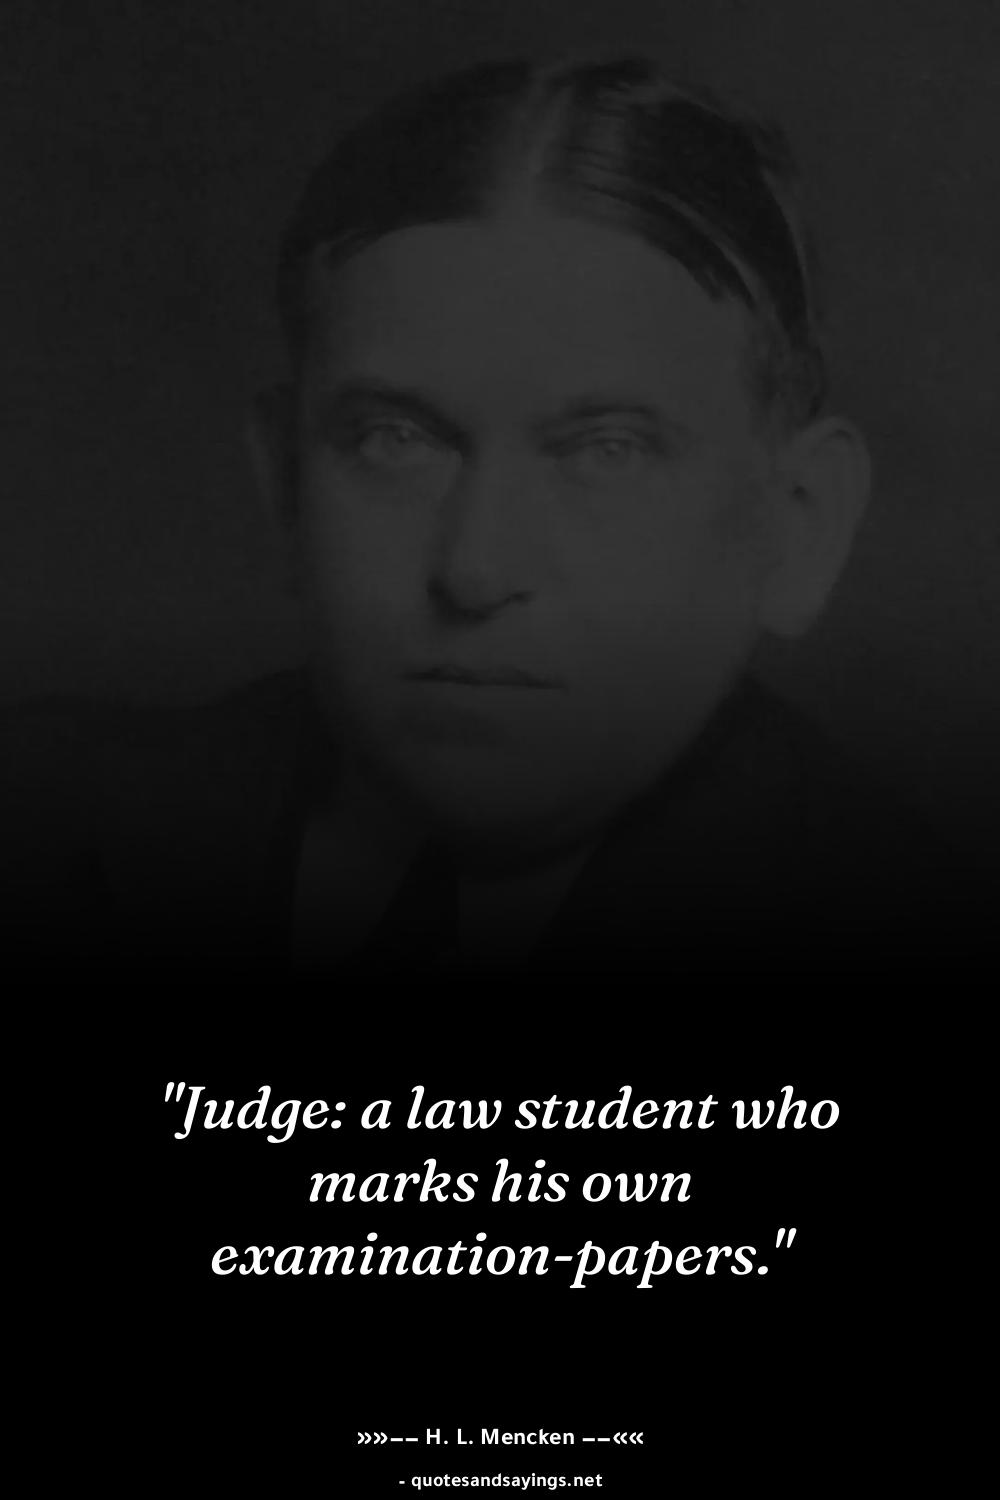 "Judge: a law student who
marks his own
examination-papers."
»»–– H. L. Mencken ––««
- quotesandsayings.net